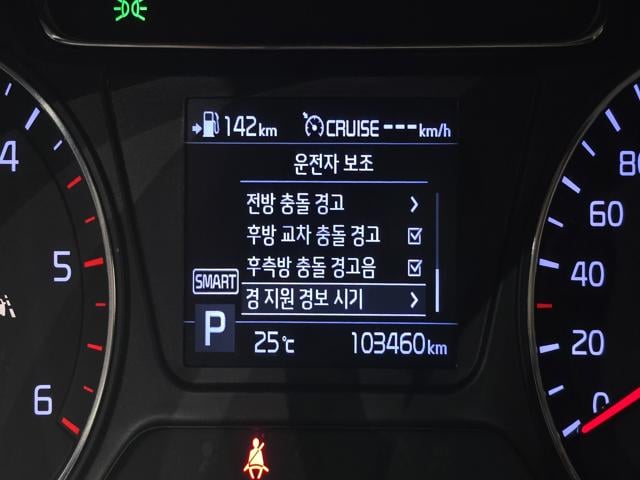 142km CRUISE ---km/h
운전자 보조
전방 충돌 경고
후방 교차 충돌 경고
후측방 충돌 경고음
경 지원 경보 시기
SMART
P
25℃ 103460km
4
5
6
80
60
40
20
0